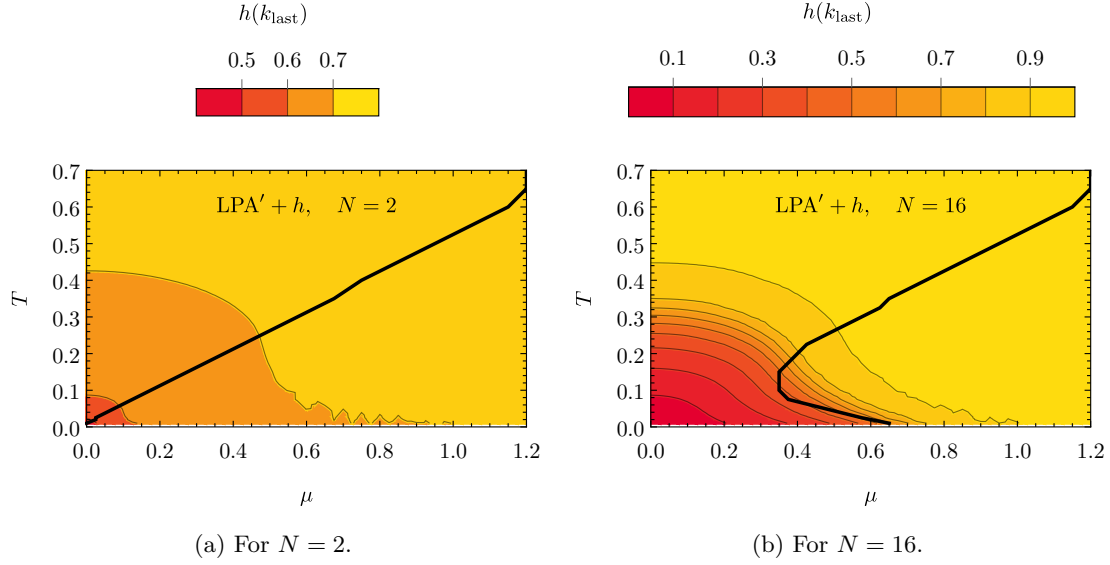 h(k_last)
0.5 0.6 0.7
LPA′ + h, N = 2
T
0.7
0.6
0.5
0.4
0.3
0.2
0.1
0.0
0.0 0.2 0.4 0.6 0.8 1.0 1.2
μ
(a) For N = 2.
h(k_last)
0.1 0.3 0.5 0.7 0.9
LPA′ + h, N = 16
T
0.7
0.6
0.5
0.4
0.3
0.2
0.1
0.0
0.0 0.2 0.4 0.6 0.8 1.0 1.2
μ
(b) For N = 16.